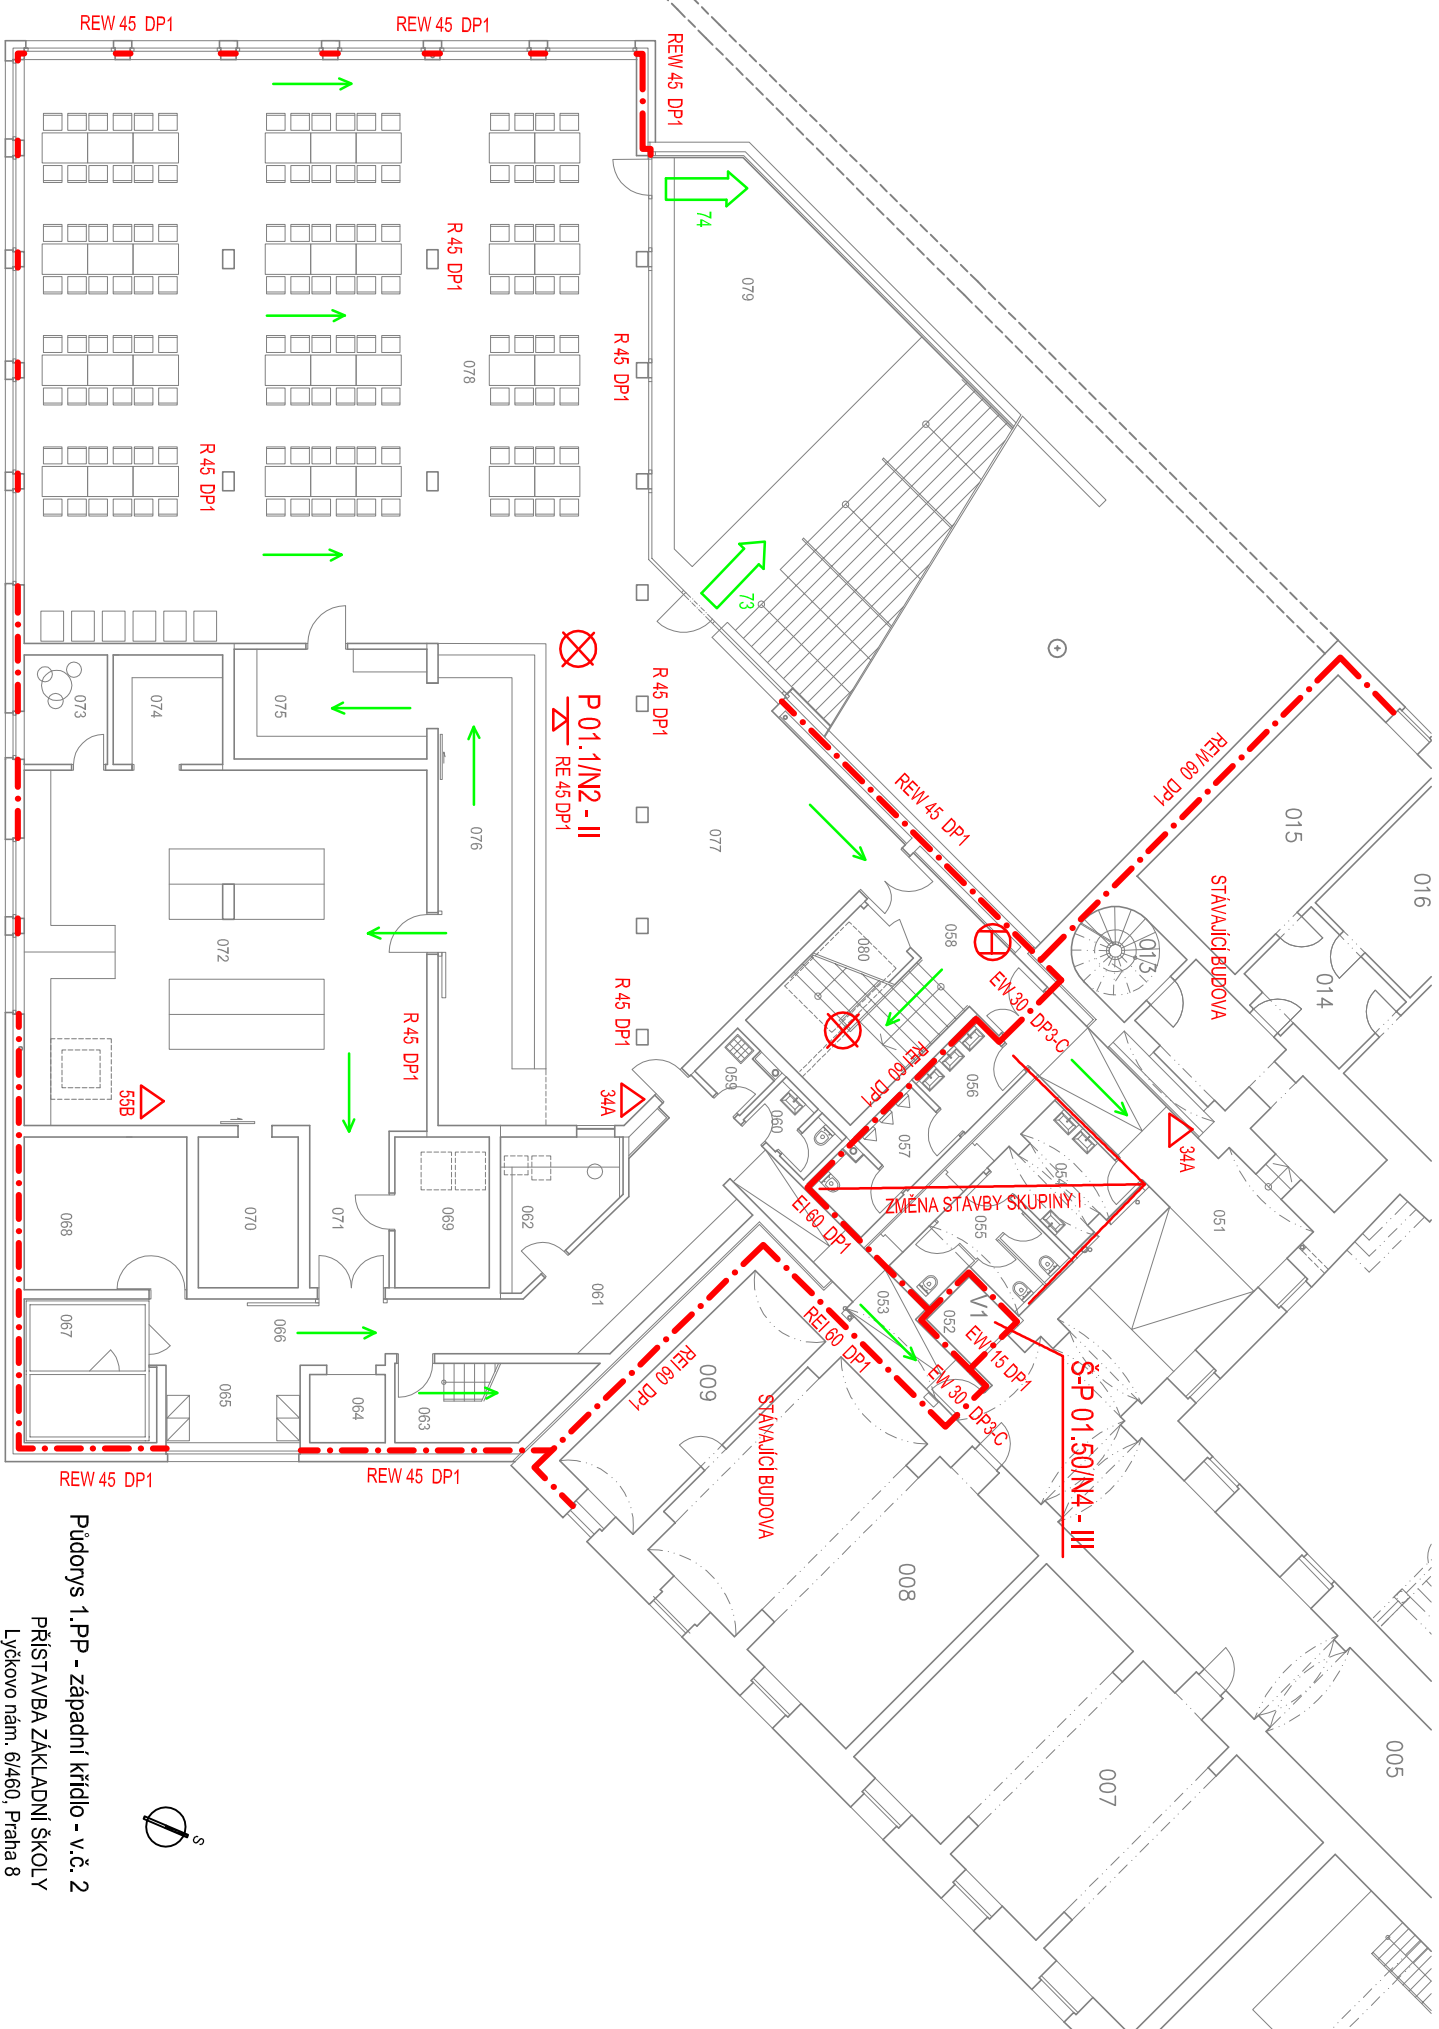 REW 45 DP1
REW 45 DP1
REW 45 DP1
74
079
R 45 DP1
R 45 DP1
078
R 45 DP1
73
P 01.1/N2 - II
RE 45 DP1
R 45 DP1
073
074
075
076
077
REW 45 DP1
REW 60 DP1
015
016
STÁVAJÍCÍ BUDOVA
013
014
058
080
072
EW 30 DP3-C
R 45 DP1
R 45 DP1
REI 60 DP1
056
059
060
057
55B
34A
34A
054
051
ZMĚNA STAVBY SKUPINY I
055
EI 60 DP1
068
070
071
069
062
061
053
052
V1
EW 15 DP1
REI 60 DP1
EW 30 DP3-C
Š-P 01.50/N4 - III
067
066
065
064
063
REI 60 DP1
009
STÁVAJÍCÍ BUDOVA
REW 45 DP1
REW 45 DP1
008
007
005
S
Půdorys 1.PP - západní křídlo - v.č. 2
PŘÍSTAVBA ZÁKLADNÍ ŠKOLY
Lyčkovo nám. 6/460, Praha 8